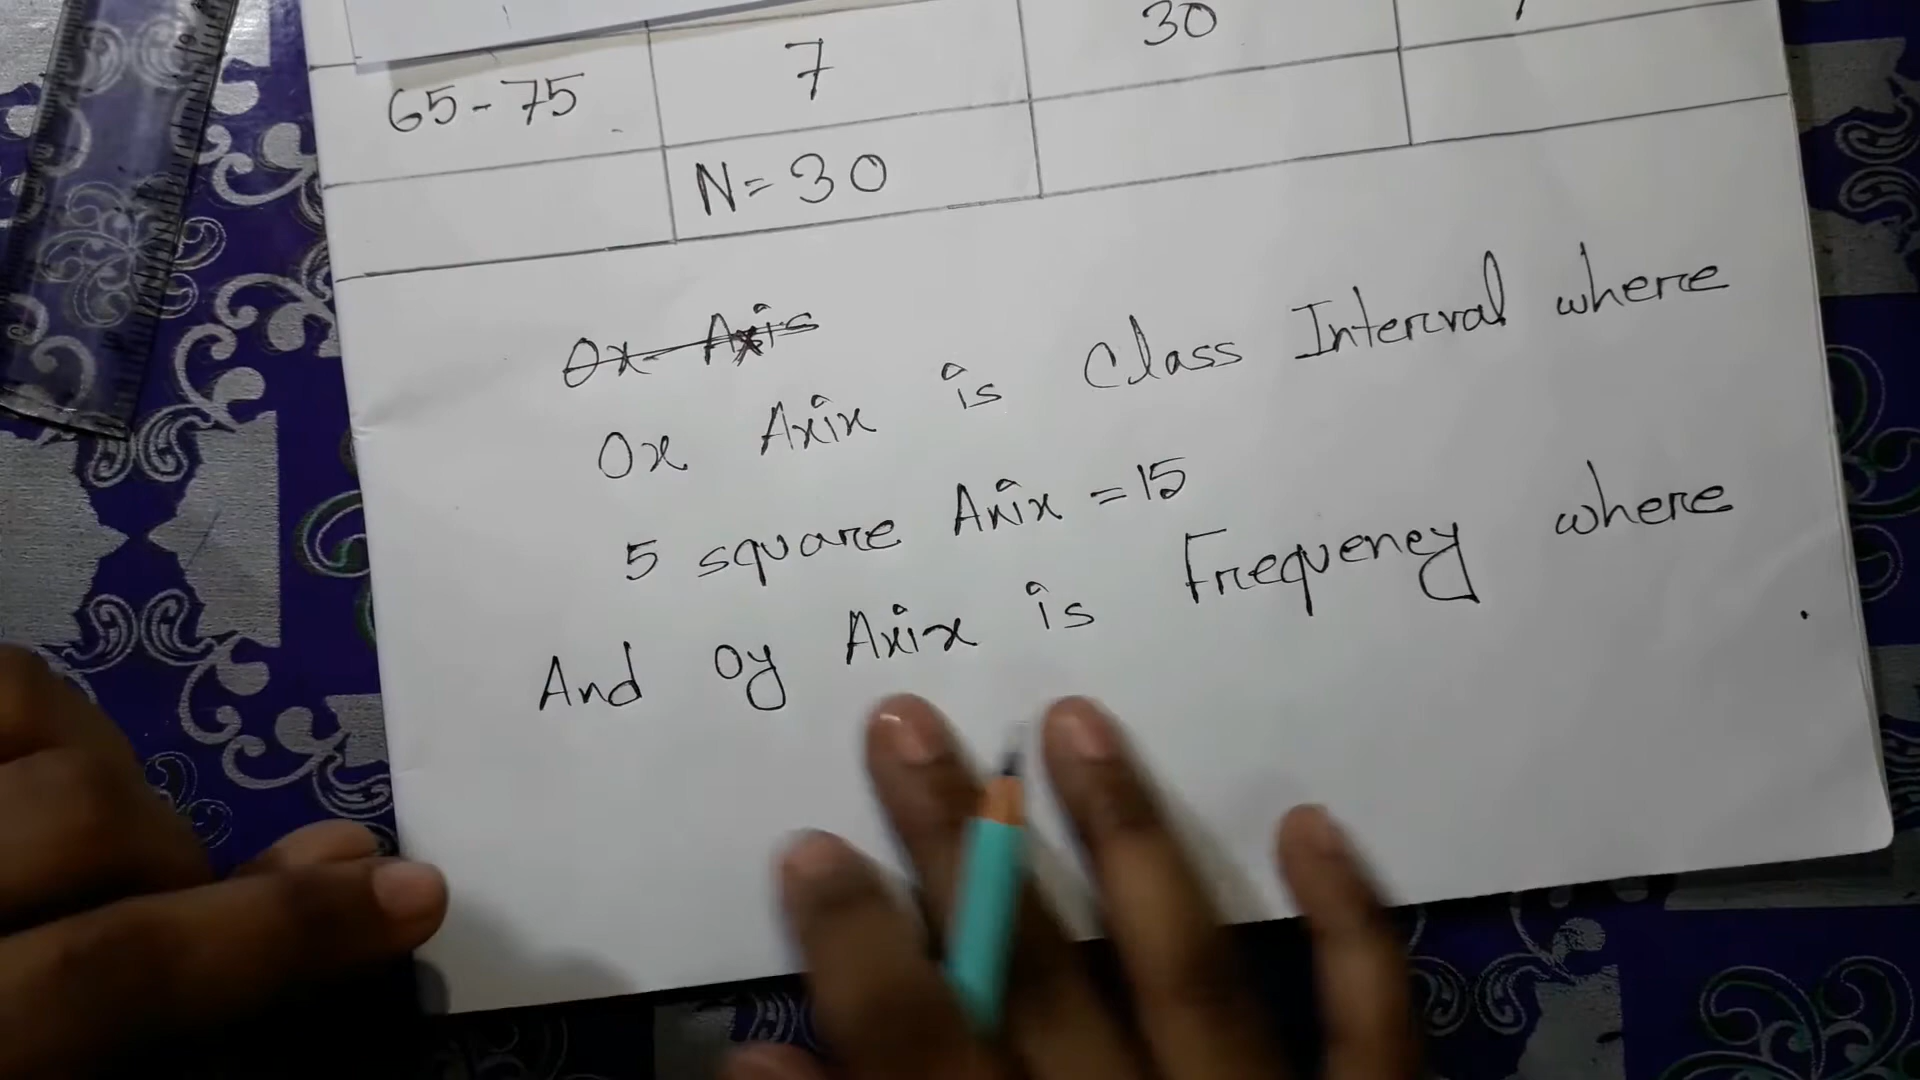 30
65-75 7
N=30
Ox Axis
Ox Axix is Class Interval where
5 square Axix = 15
And oy Axix is Frequency where